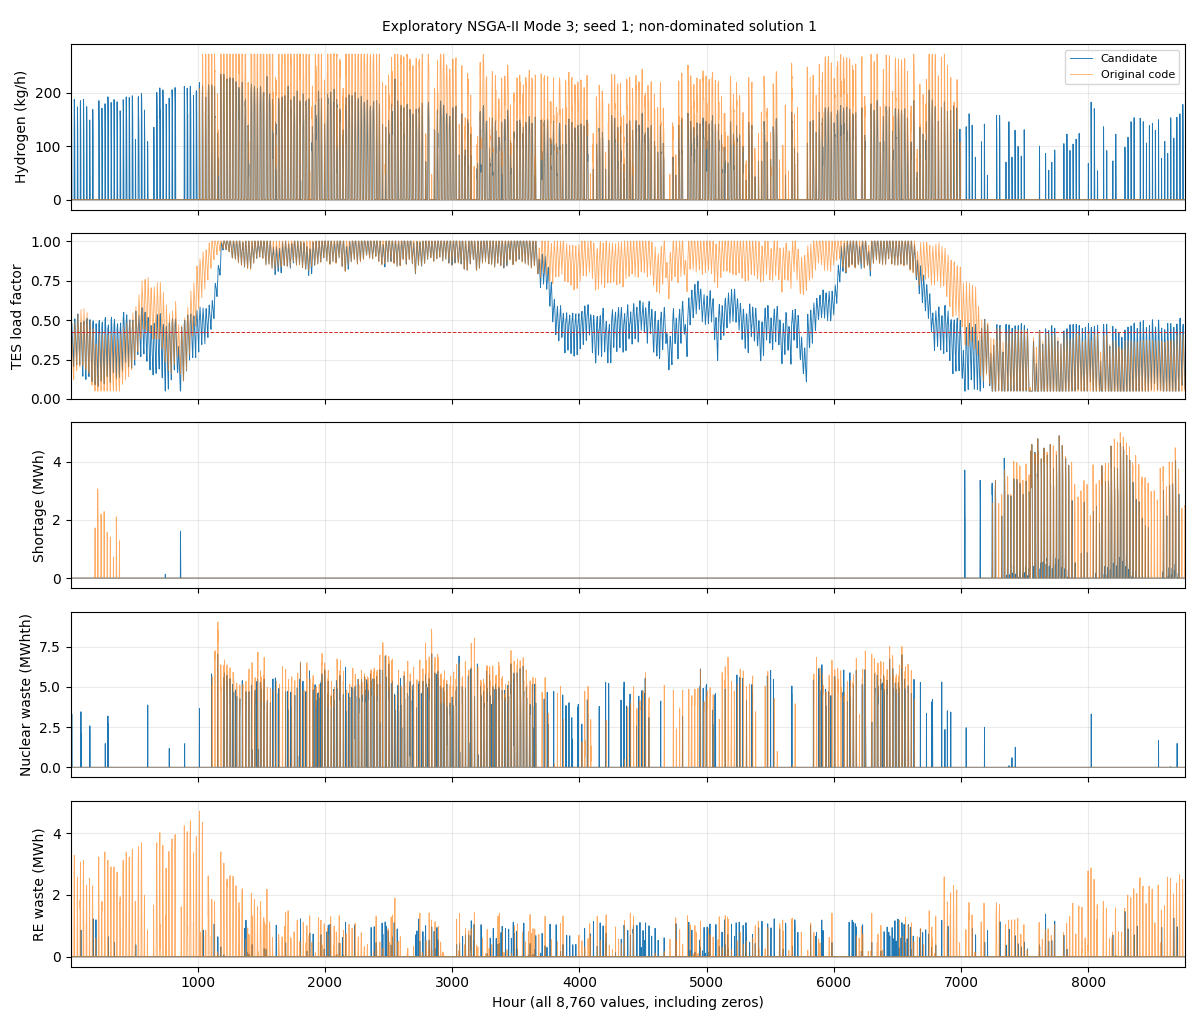 Exploratory NSGA-II Mode 3; seed 1; non-dominated solution 1
Hydrogen (kg/h)
200
100
0
Candidate
Original code
TES load factor
1.00
0.75
0.50
0.25
0.00
Shortage (MWh)
4
2
0
Nuclear waste (MWhth)
7.5
5.0
2.5
0.0
RE waste (MWh)
4
2
0
1000 2000 3000 4000 5000 6000 7000 8000
Hour (all 8,760 values, including zeros)